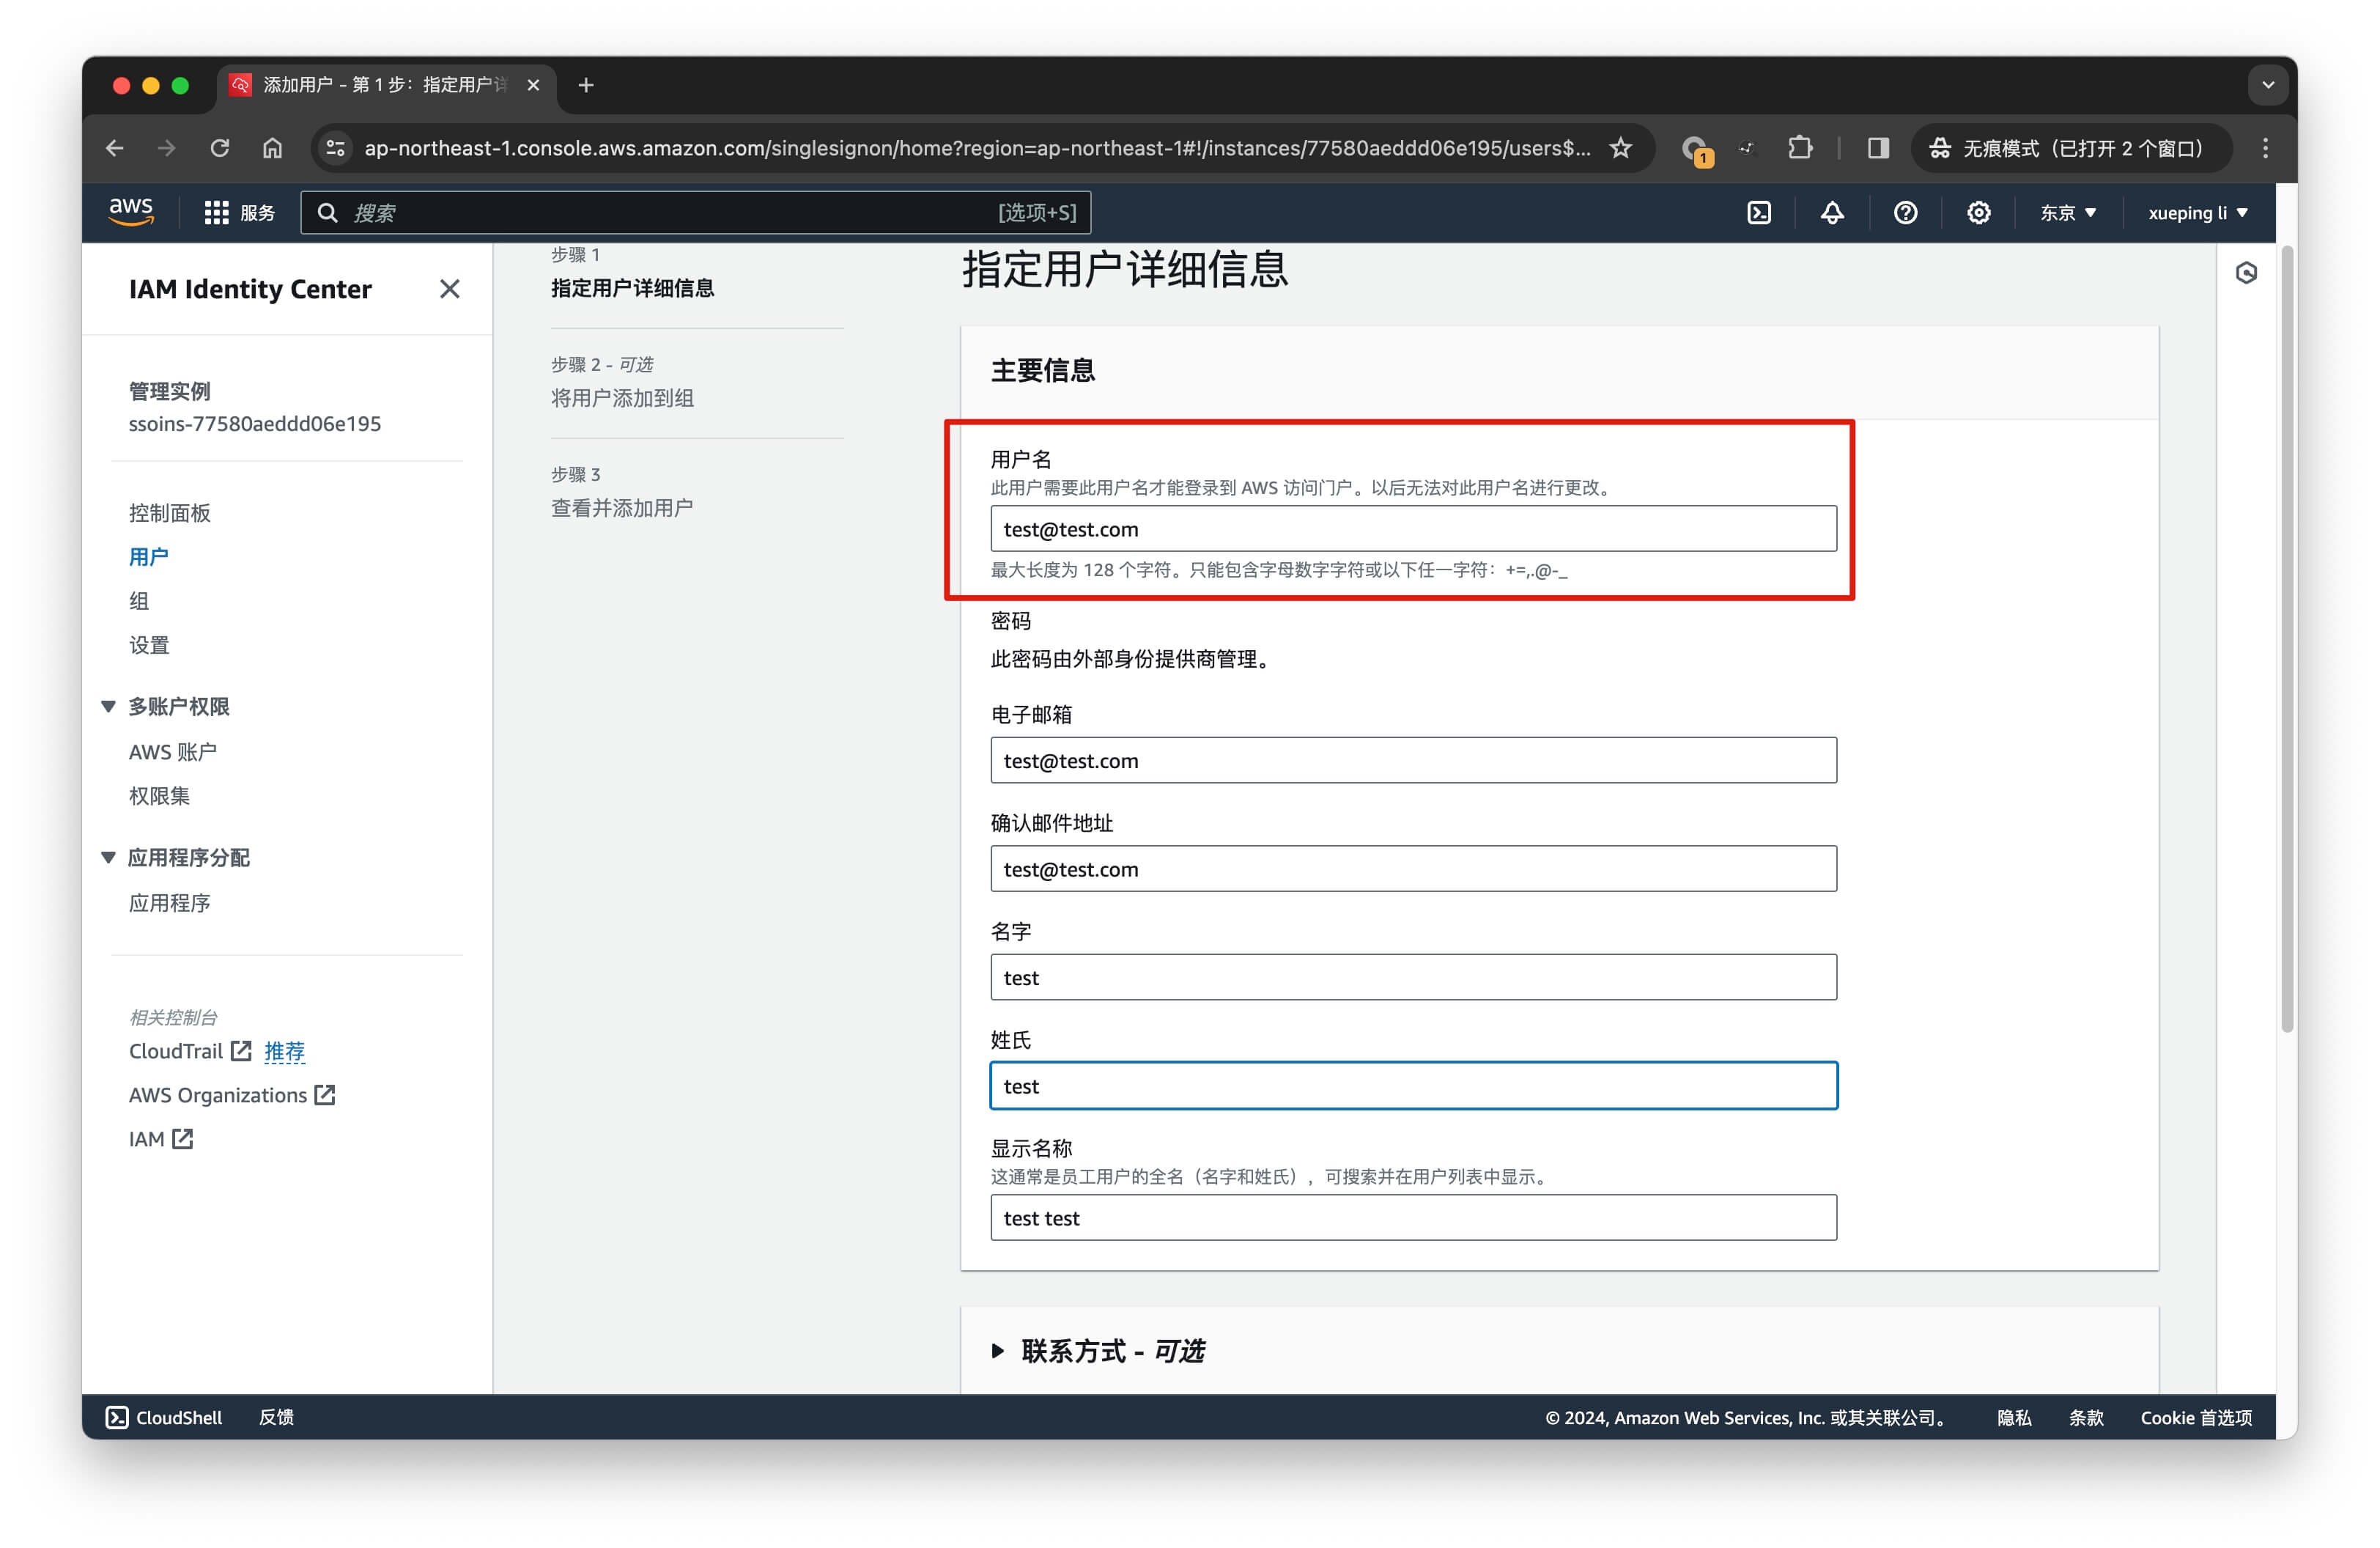 添加用户 - 第 1 步：指定用户详
ap-northeast-1.console.aws.amazon.com/singlesignon/home?region=ap-northeast-1#!/instances/77580aeddd06e195/users$...
1
无痕模式（已打开 2 个窗口）
aws
服务
搜索
[选项+S]
东京
xueping li
IAM Identity Center
管理实例
ssoins-77580aeddd06e195
控制面板
用户
组
设置
多账户权限
AWS 账户
权限集
应用程序分配
应用程序
相关控制台
CloudTrail 推荐
AWS Organizations
IAM
步骤 1
指定用户详细信息
步骤 2 - 可选
将用户添加到组
步骤 3
查看并添加用户
指定用户详细信息
主要信息
用户名
此用户需要此用户名才能登录到 AWS 访问门户。以后无法对此用户名进行更改。
test@test.com
最大长度为 128 个字符。只能包含字母数字字符或以下任一字符：+=,.@-_
密码
此密码由外部身份提供商管理。
电子邮箱
test@test.com
确认邮件地址
test@test.com
名字
test
姓氏
test
显示名称
这通常是员工用户的全名（名字和姓氏），可搜索并在用户列表中显示。
test test
联系方式 - 可选
CloudShell
反馈
© 2024, Amazon Web Services, Inc. 或其关联公司。
隐私
条款
Cookie 首选项